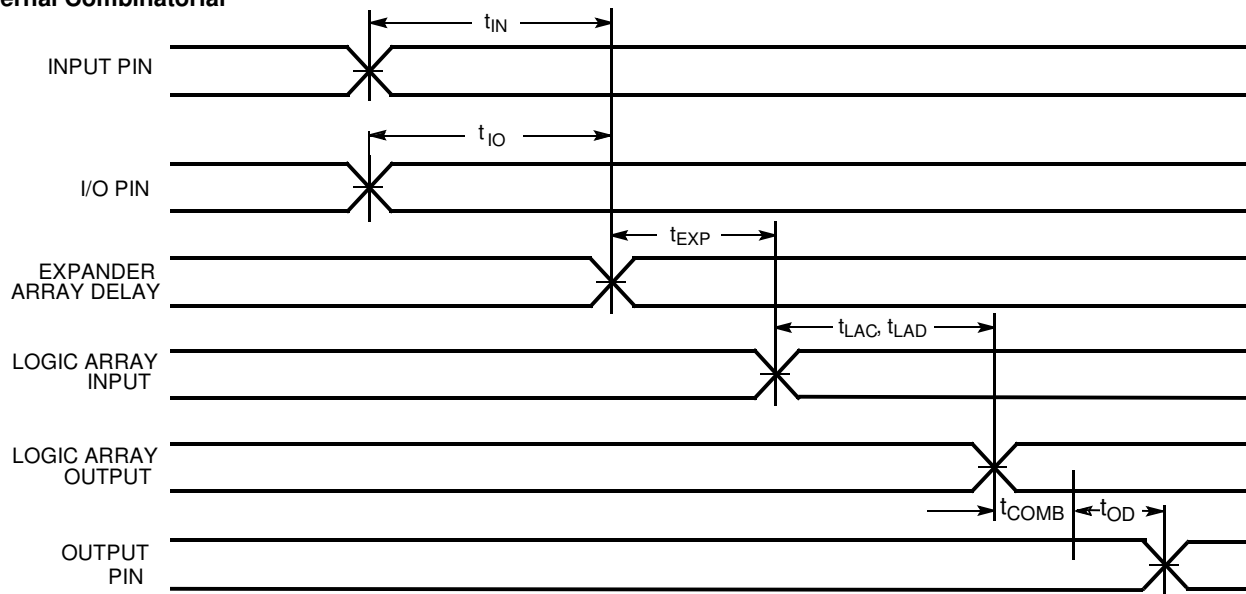 Combinatorial
tIN
INPUT PIN
tIO
I/O PIN
tEXP
EXPANDER
ARRAY DELAY
tLAC, tLAD
LOGIC ARRAY
INPUT
LOGIC ARRAY
OUTPUT
tCOMB
tOD
OUTPUT
PIN